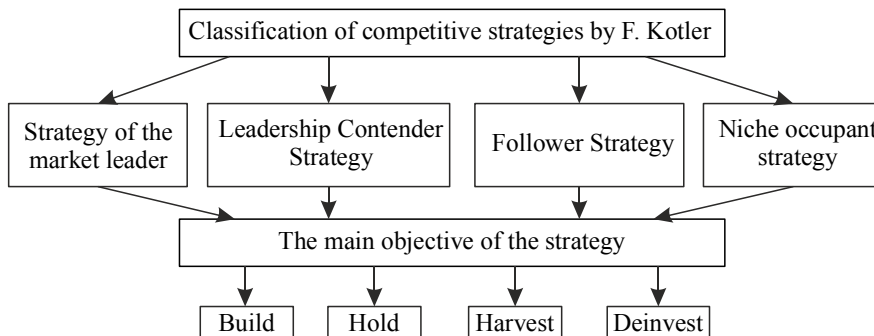 Classification of competitive strategies by F. Kotler
Strategy of the
market leader
Leadership Contender
Strategy
Follower Strategy
Niche occupant
strategy
The main objective of the strategy
Build
Hold
Harvest
Deinvest